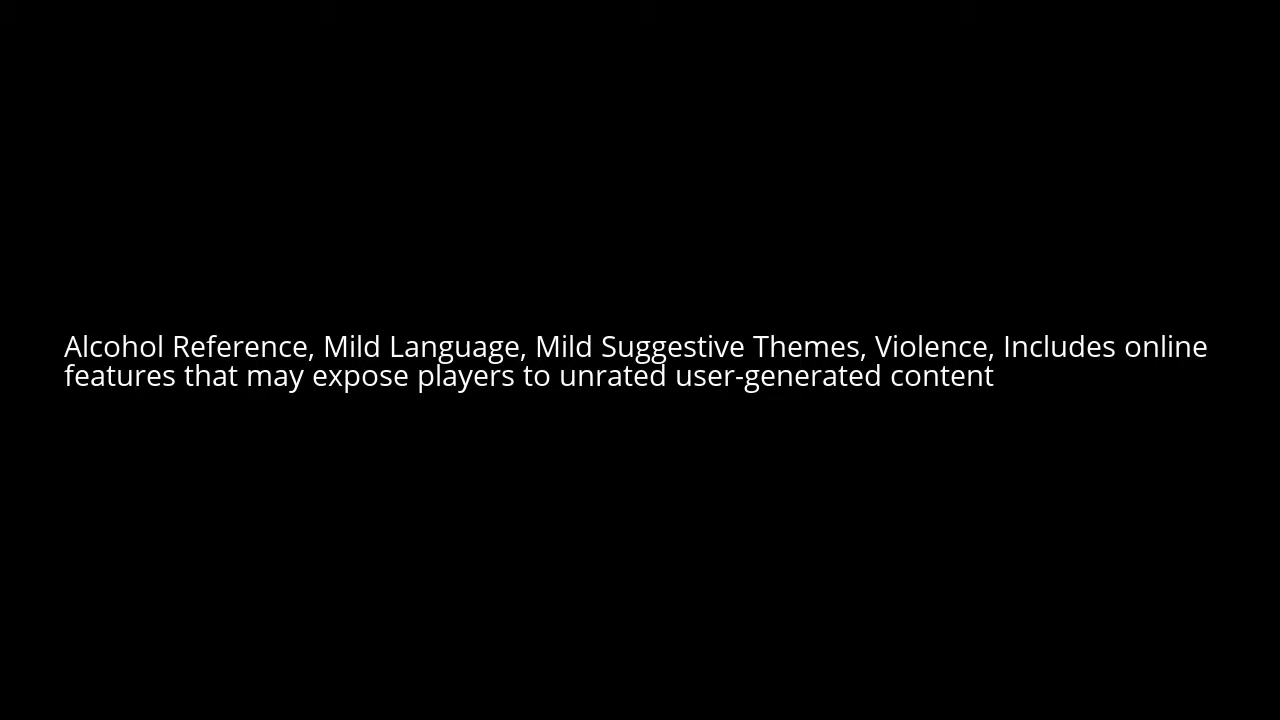 Alcohol Reference, Mild Language, Mild Suggestive Themes, Violence, Includes online
features that may expose players to unrated user-generated content